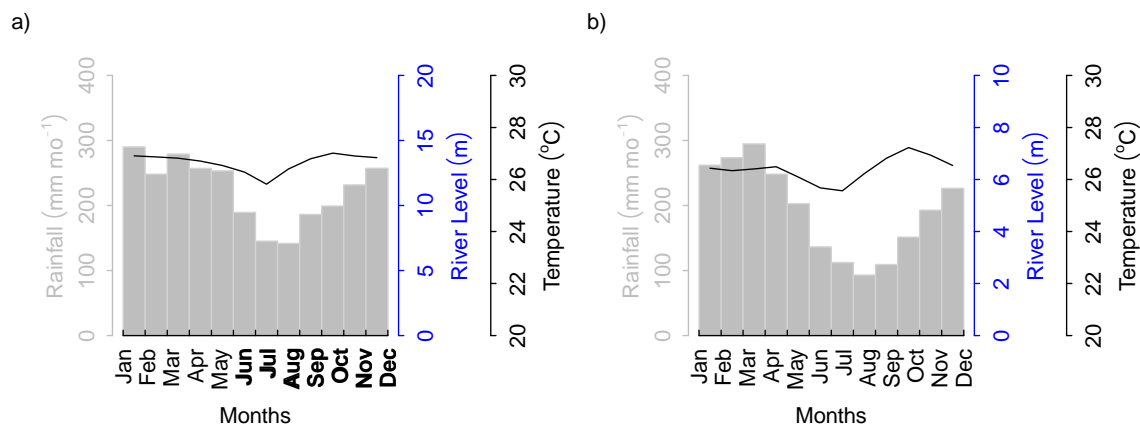 a)
400
300
200
100
0
Rainfall (mm mo⁻¹)
20
15
10
5
0
River Level (m)
30
28
26
24
22
20
Temperature (°C)
Jan
Feb
Mar
Apr
May
Jun
Jul
Aug
Sep
Oct
Nov
Dec
Months
b)
400
300
200
100
0
Rainfall (mm mo⁻¹)
10
8
6
4
2
0
River Level (m)
30
28
26
24
22
20
Temperature (°C)
Jan
Feb
Mar
Apr
May
Jun
Jul
Aug
Sep
Oct
Nov
Dec
Months